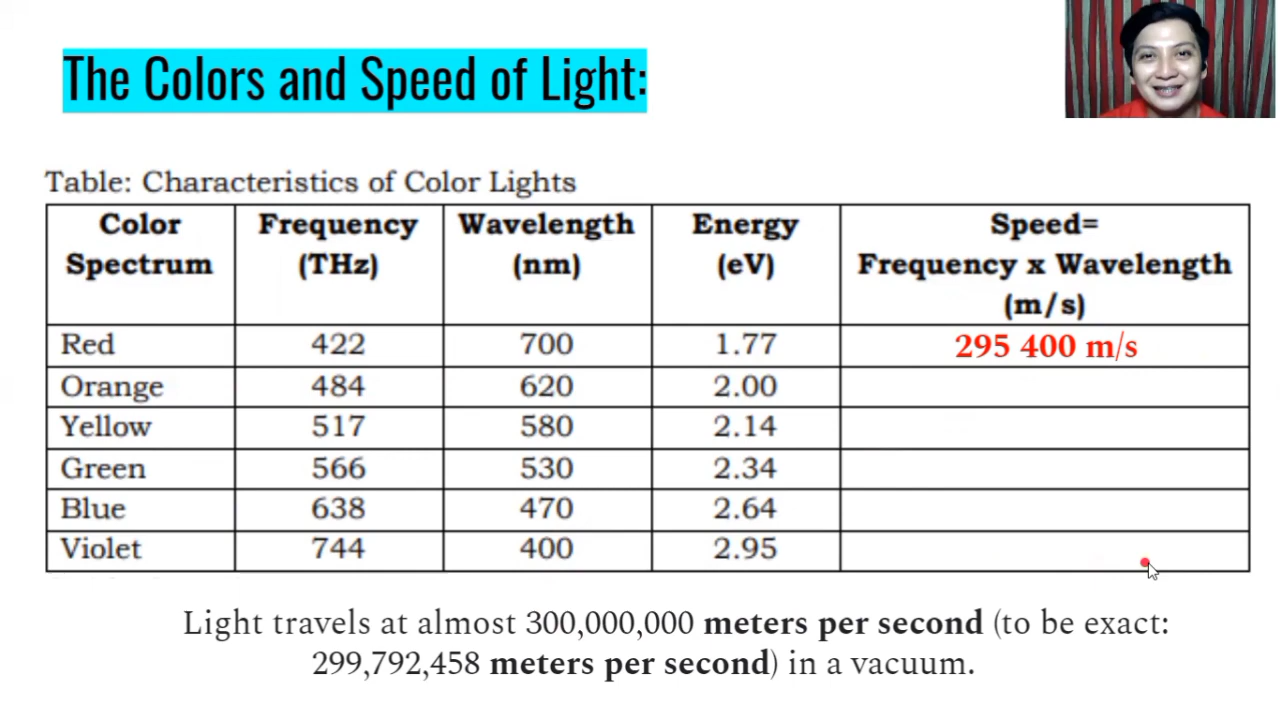 The Colors and Speed of Light:
Table: Characteristics of Color Lights
Color Spectrum Frequency (THz) Wavelength (nm) Energy (eV) Speed= Frequency x Wavelength (m/s)
Red 422 700 1.77 295 400 m/s
Orange 484 620 2.00
Yellow 517 580 2.14
Green 566 530 2.34
Blue 638 470 2.64
Violet 744 400 2.95
Light travels at almost 300,000,000 meters per second (to be exact:
299,792,458 meters per second) in a vacuum.